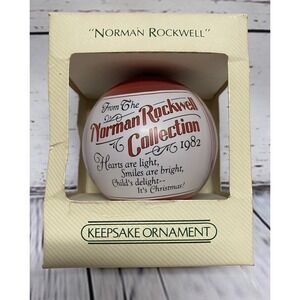 "NORMAN ROCKWELL"
From The
Norman Rockwell
Collection
1982
Hearts are light,
Smiles are bright,
Child's delight--
It's Christmas!
KEEPSAKE ORNAMENT